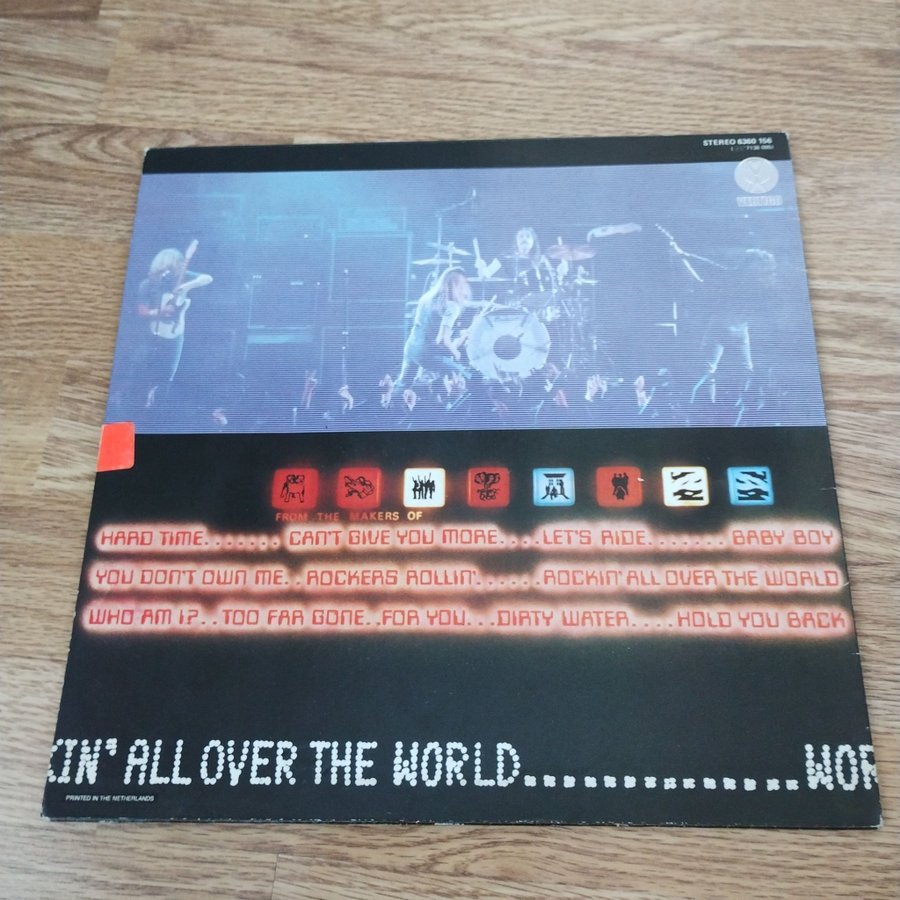 STEREO 6360 156
VERTIGO
FROM THE MAKERS OF
HARD TIME....... CAN'T GIVE YOU MORE....LET'S RIDE....... BABY BOY
YOU DON'T OWN ME..ROCKERS ROLLIN'......ROCKIN' ALL OVER THE WORLD
WHO AM I?..TOO FAR GONE..FOR YOU...DIRTY WATER....HOLD YOU BACK
KIN' ALL OVER THE WORLD...............WOR
PRINTED IN THE NETHERLANDS